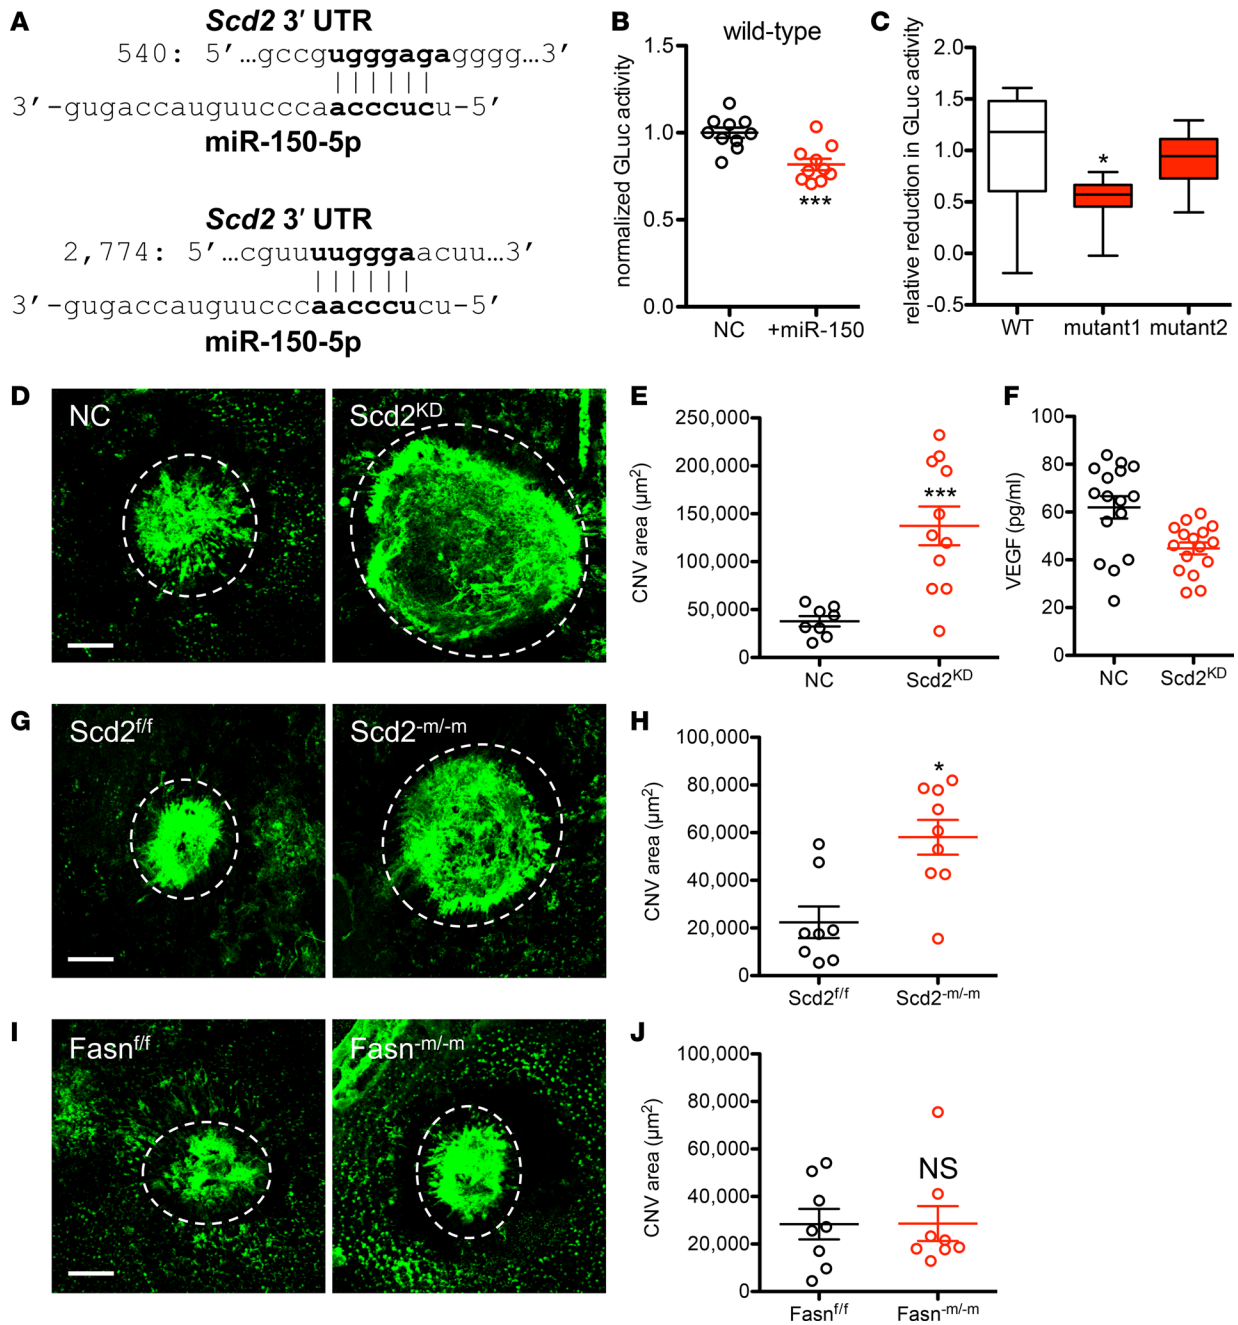 A
Scd2 3′ UTR
540: 5′…gccgugggagagggg…3′
3′-gugaccauguucccaacccucu-5′
miR-150-5p
Scd2 3′ UTR
2,774: 5′…cguuuugggaacuu…3′
3′-gugaccauguucccaacccucu-5′
miR-150-5p
B
wild-type
normalized GLuc activity
1.5
1.0
0.5
0.0
***
NC
+miR-150
C
relative reduction in GLuc activity
2.0
1.5
1.0
0.5
0.0
-0.5
*
WT
mutant1
mutant2
D
NC
Scd2KD
E
CNV area (µm²)
250,000
200,000
150,000
100,000
50,000
0
***
NC
Scd2KD
F
VEGF (pg/ml)
100
80
60
40
20
0
NC
Scd2KD
G
Scd2f/f
Scd2-m/-m
H
CNV area (µm²)
100,000
80,000
60,000
40,000
20,000
0
*
Scd2f/f
Scd2-m/-m
I
Fasnf/f
Fasn-m/-m
J
CNV area (µm²)
100,000
80,000
60,000
40,000
20,000
0
NS
Fasnf/f
Fasn-m/-m